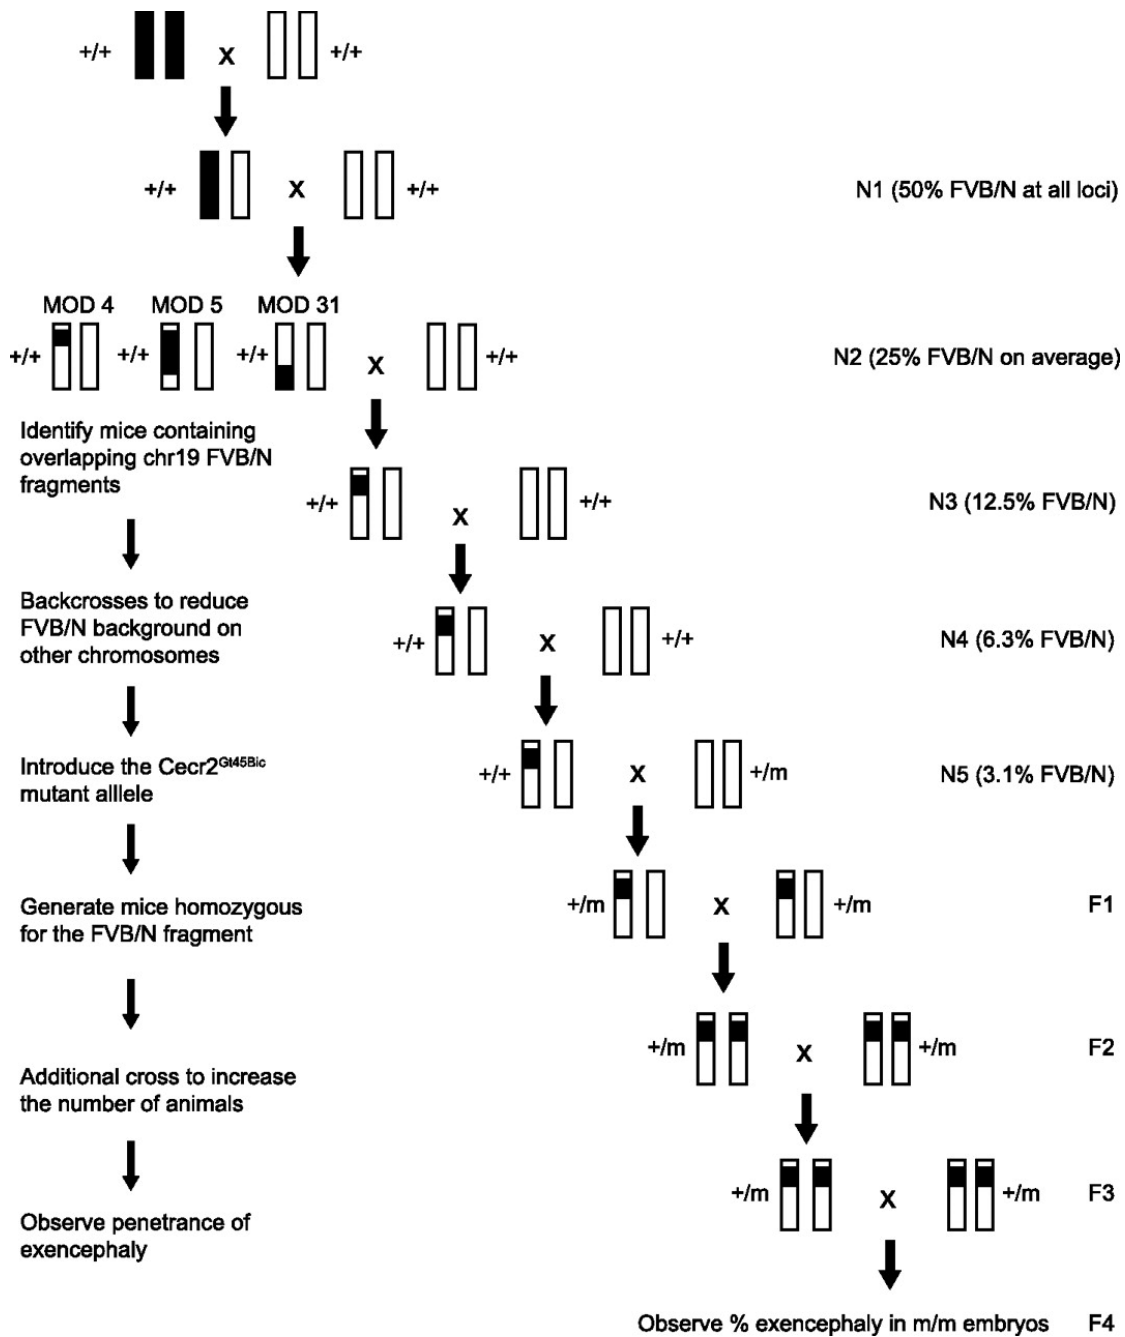 +/+ X +/+
+/+ X +/+ N1 (50% FVB/N at all loci)
MOD 4 MOD 5 MOD 31
+/+ +/+ +/+ X +/+ N2 (25% FVB/N on average)
Identify mice containing
overlapping chr19 FVB/N
fragments
+/+ X +/+ N3 (12.5% FVB/N)
Backcrosses to reduce
FVB/N background on
other chromosomes
+/+ X +/+ N4 (6.3% FVB/N)
Introduce the Cecr2Gt45Bic
mutant alllele
+/+ X +/m N5 (3.1% FVB/N)
Generate mice homozygous
for the FVB/N fragment
+/m X +/m F1
+/m X +/m F2
Additional cross to increase
the number of animals
+/m X +/m F3
Observe penetrance of
exencephaly
Observe % exencephaly in m/m embryos F4